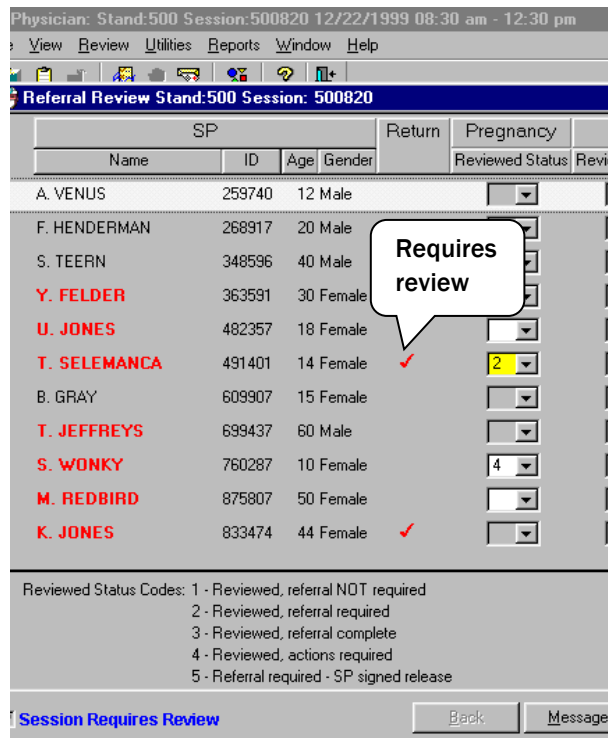 Physician: Stand:500 Session:500820 12/22/1999 08:30 am - 12:30 pm
View Review Utilities Reports Window Help
Referral Review Stand:500 Session: 500820
SP Return Pregnancy
Name ID Age Gender Reviewed Status Revi
A. VENUS 259740 12 Male
F. HENDERMAN 268917 20 Male
S. TEERN 348596 40 Male
Requires
review
Y. FELDER 363591 30 Female
U. JONES 482357 18 Female
T. SELEMANCA 491401 14 Female ✓ 2
B. GRAY 609907 15 Female
T. JEFFREYS 699437 60 Male
S. WONKY 760287 10 Female 4
M. REDBIRD 875807 50 Female
K. JONES 833474 44 Female ✓
Reviewed Status Codes: 1 - Reviewed, referral NOT required
2 - Reviewed, referral required
3 - Reviewed, referral complete
4 - Reviewed, actions required
5 - Referral required - SP signed release
Session Requires Review Back Message